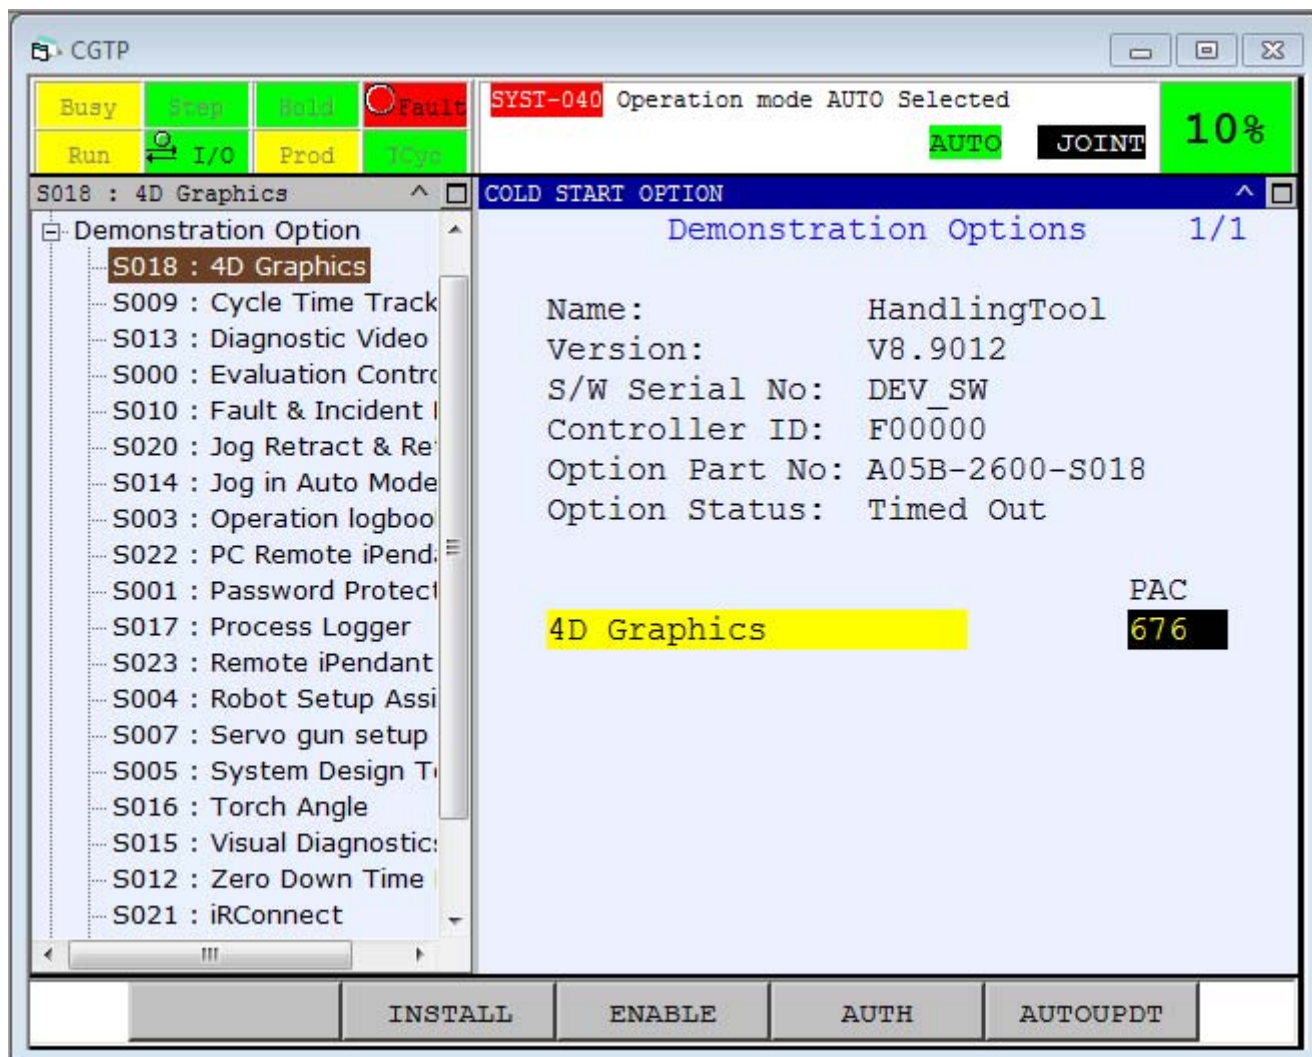 CGTP
Busy Step Hold Fault
Run I/O Prod TCyc
SYST-040 Operation mode AUTO Selected
AUTO JOINT
10%
S018 : 4D Graphics
Demonstration Option
S018 : 4D Graphics
S009 : Cycle Time Track
S013 : Diagnostic Video
S000 : Evaluation Contro
S010 : Fault & Incident
S020 : Jog Retract & Re
S014 : Jog in Auto Mode
S003 : Operation logboo
S022 : PC Remote iPend
S001 : Password Protect
S017 : Process Logger
S023 : Remote iPendant
S004 : Robot Setup Assi
S007 : Servo gun setup
S005 : System Design T
S016 : Torch Angle
S015 : Visual Diagnostic
S012 : Zero Down Time
S021 : iRConnect
COLD START OPTION
Demonstration Options 1/1
Name: HandlingTool
Version: V8.9012
S/W Serial No: DEV_SW
Controller ID: F00000
Option Part No: A05B-2600-S018
Option Status: Timed Out
PAC
4D Graphics 676
INSTALL ENABLE AUTH AUTOUPDT